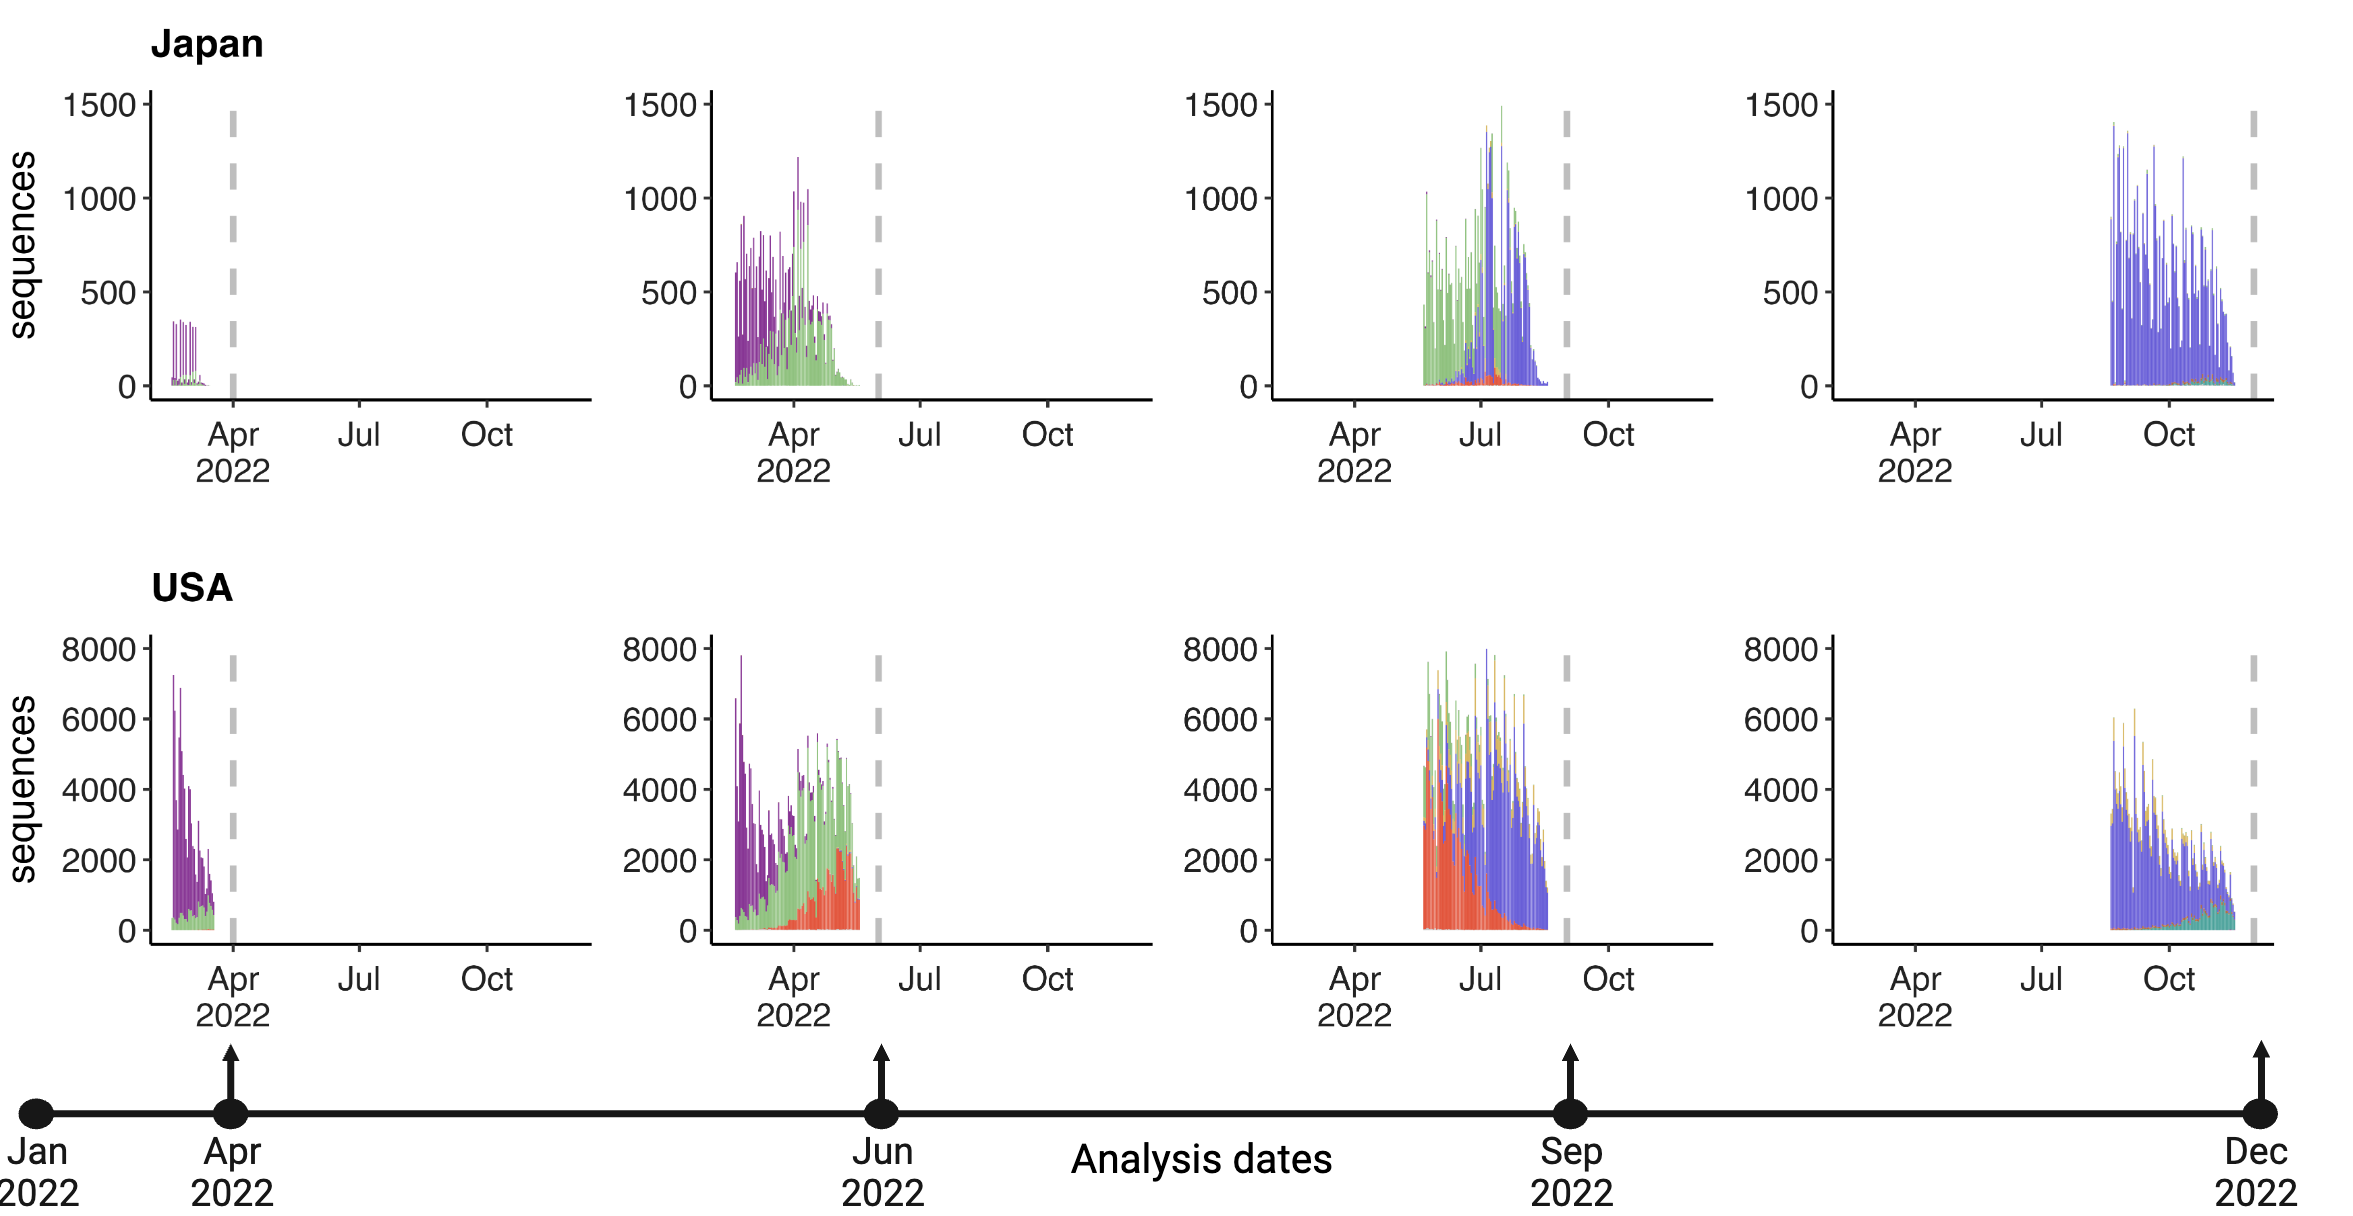 Japan
sequences
1500 1500 1500 1500
1000 1000 1000 1000
500 500 500 500
0 0 0 0
Apr Jul Oct Apr Jul Oct Apr Jul Oct Apr Jul Oct
2022 2022 2022 2022
USA
sequences
8000 8000 8000 8000
6000 6000 6000 6000
4000 4000 4000 4000
2000 2000 2000 2000
0 0 0 0
Apr Jul Oct Apr Jul Oct Apr Jul Oct Apr Jul Oct
2022 2022 2022 2022
Jan Apr Jun Analysis dates Sep Dec
2022 2022 2022 2022 2022